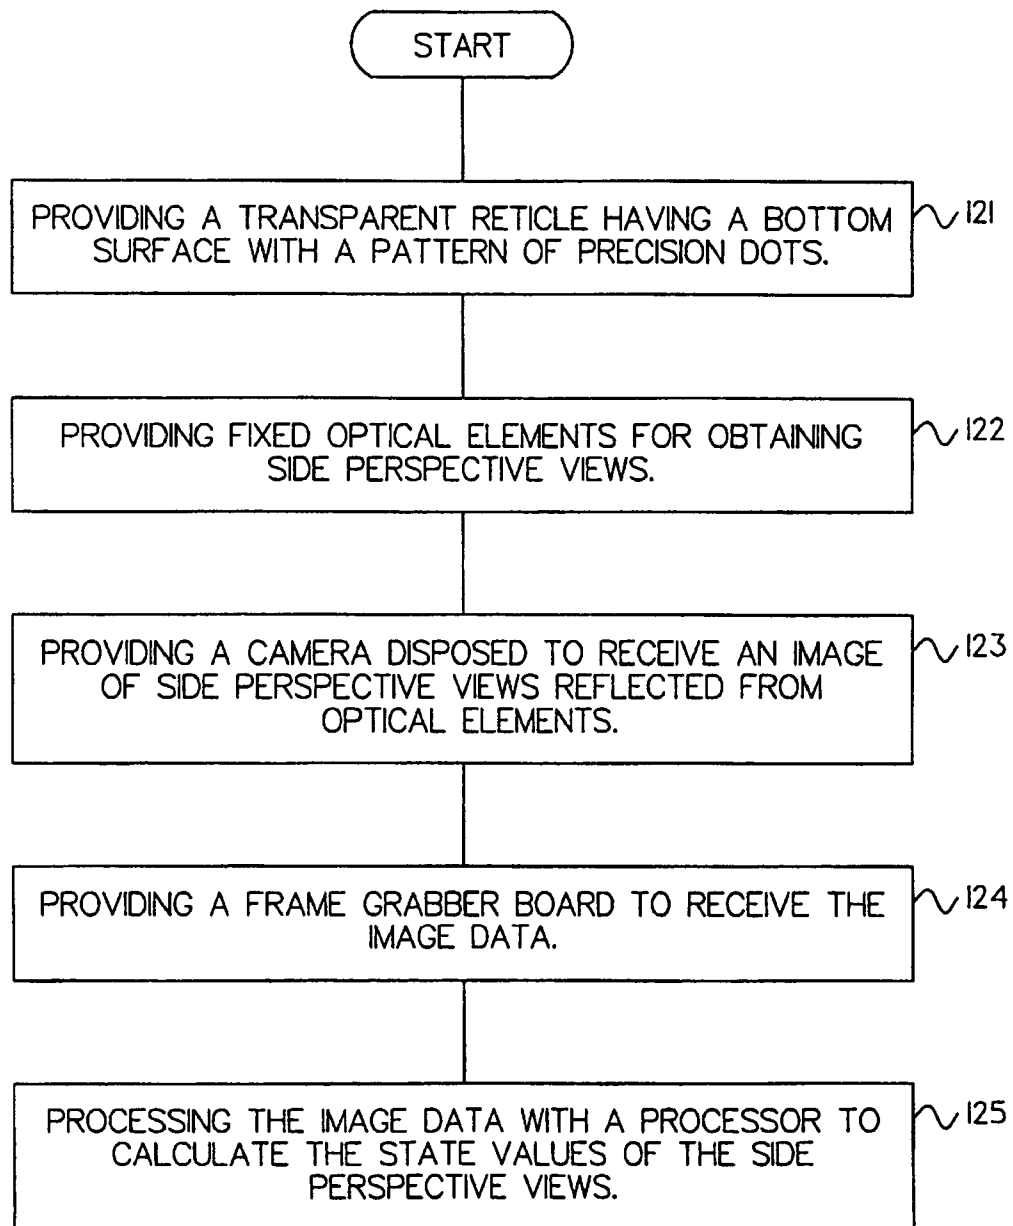 START
PROVIDING A TRANSPARENT RETICLE HAVING A BOTTOM
SURFACE WITH A PATTERN OF PRECISION DOTS.
121
PROVIDING FIXED OPTICAL ELEMENTS FOR OBTAINING
SIDE PERSPECTIVE VIEWS.
122
PROVIDING A CAMERA DISPOSED TO RECEIVE AN IMAGE
OF SIDE PERSPECTIVE VIEWS REFLECTED FROM
OPTICAL ELEMENTS.
123
PROVIDING A FRAME GRABBER BOARD TO RECEIVE THE
IMAGE DATA.
124
PROCESSING THE IMAGE DATA WITH A PROCESSOR TO
CALCULATE THE STATE VALUES OF THE SIDE
PERSPECTIVE VIEWS.
125